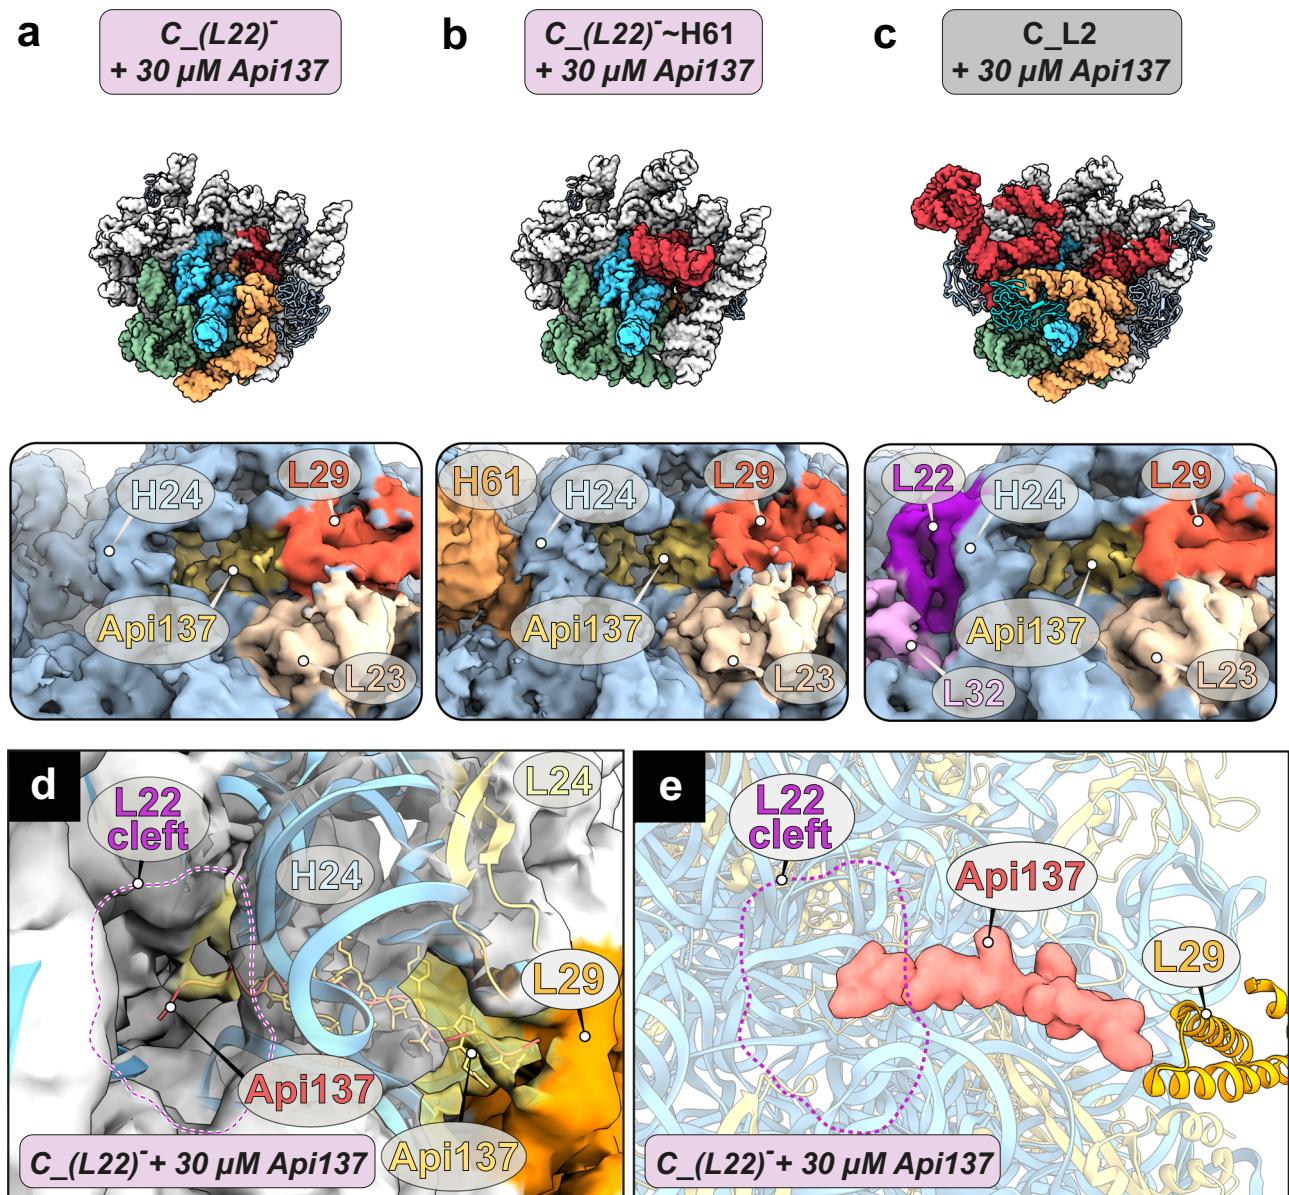 a
C_(L22)⁻
+ 30 µM Api137
b
C_(L22)⁻~H61
+ 30 µM Api137
c
C_L2
+ 30 µM Api137
H24
L29
Api137
L23
H61
H24
L29
Api137
L23
L22
H24
L29
Api137
L32
L23
d
L22
cleft
H24
L24
L29
Api137
Api137
C_(L22)⁻+ 30 µM Api137
e
L22
cleft
Api137
L29
C_(L22)⁻+ 30 µM Api137